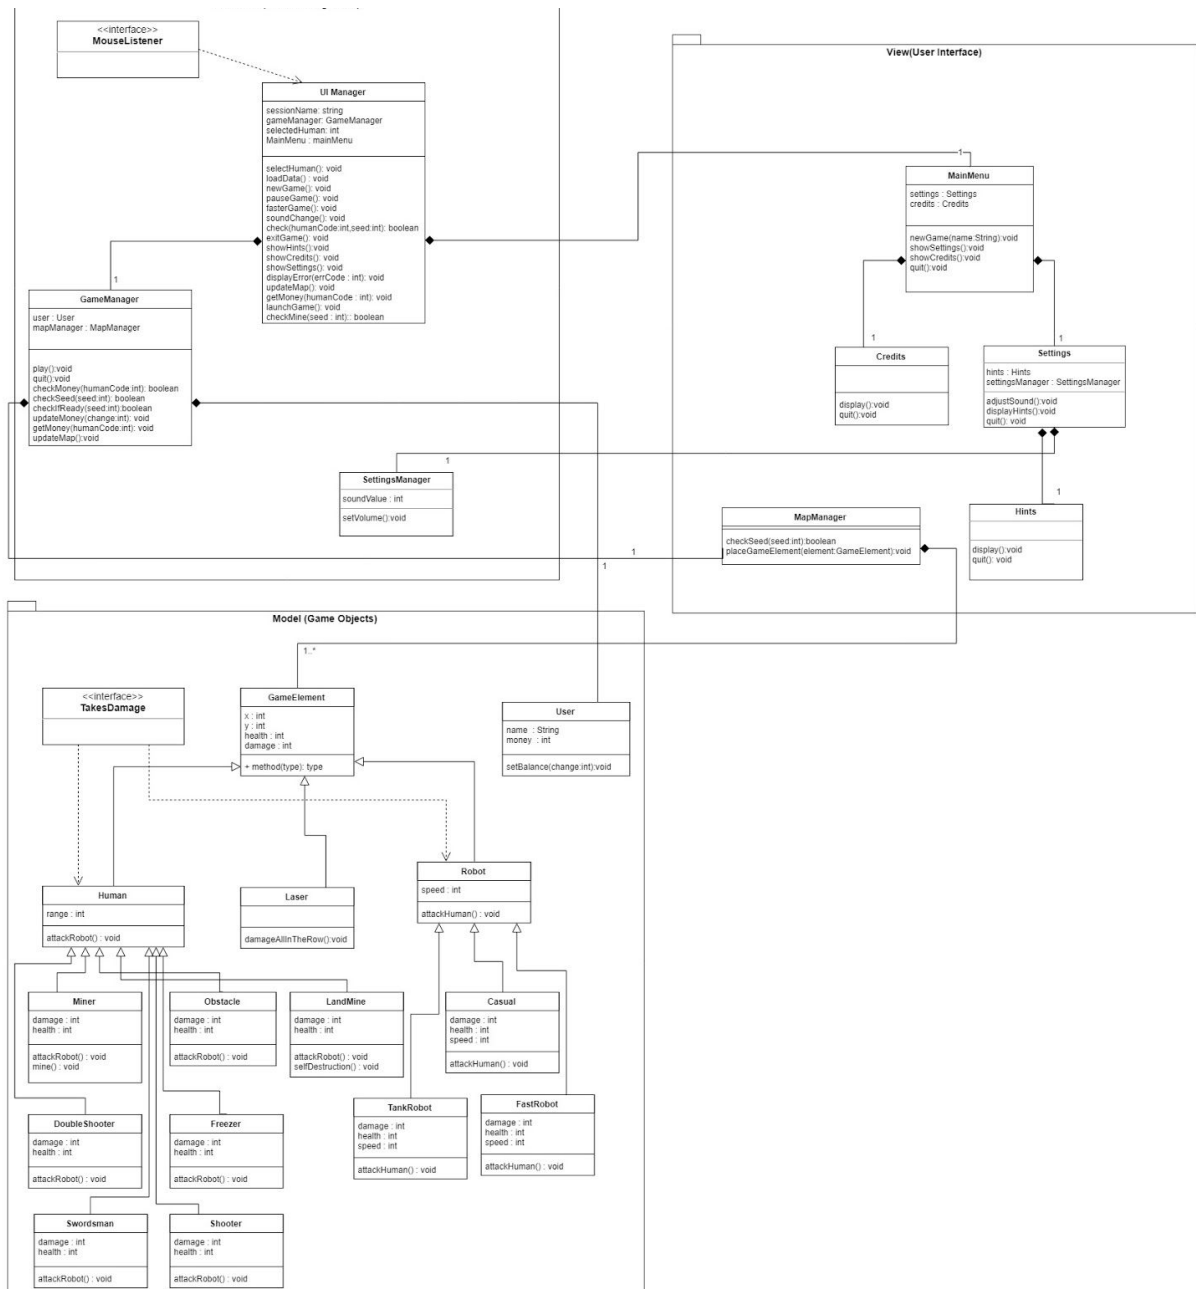 <<interface>>
MouseListener
UI Manager
sessionName: string
gameManager: GameManager
selectedHuman: int
MainMenu : mainMenu
selectHuman(): void
loadData() : void
newGame(): void
pauseGame(): void
fasterGame(): void
soundChange(): void
check(humanCode:int,seed:int): boolean
exitGame(): void
showHints():void
showCredits(): void
showSettings(): void
displayError(errCode : int): void
updateMap(): void
getMoney(humanCode : int): void
launchGame(): void
checkMine(seed : int):: boolean
1
GameManager
user : User
mapManager : MapManager
play():void
quit():void
checkMoney(humanCode:int): boolean
checkSeed(seed:int): boolean
checkIfReady(seed:int):boolean
updateMoney(change:int): void
getMoney(humanCode:int): void
updateMap():void
SettingsManager
soundValue : int
setVolume():void
View(User Interface)
1
MainMenu
settings : Settings
credits : Credits
newGame(name:String):void
showSettings():void
showCredits():void
quit():void
1
1
Credits
display():void
quit():void
Settings
hints : Hints
settingsManager : SettingsManager
adjustSound():void
displayHints():void
quit(): void
1
1
MapManager
checkSeed(seed:int):boolean
placeGameElement(element:GameElement):void
Hints
display():void
quit(): void
1
1
Model (Game Objects)
1..*
<<interface>>
TakesDamage
GameElement
x : int
y : int
health : int
damage : int
+ method(type): type
User
name : String
money : int
setBalance(change:int):void
Human
range : int
attackRobot() : void
Laser
damageAllInTheRow():void
Robot
speed : int
attackHuman() : void
Miner
damage : int
health : int
attackRobot() : void
mine() : void
Obstacle
damage : int
health : int
attackRobot() : void
LandMine
damage : int
health : int
attackRobot() : void
selfDestruction() : void
Casual
damage : int
health : int
speed : int
attackHuman() : void
DoubleShooter
damage : int
health : int
attackRobot() : void
Freezer
damage : int
health : int
attackRobot() : void
TankRobot
damage : int
health : int
speed : int
attackHuman() : void
FastRobot
damage : int
health : int
speed : int
attackHuman() : void
Swordsman
damage : int
health : int
attackRobot() : void
Shooter
damage : int
health : int
attackRobot() : void